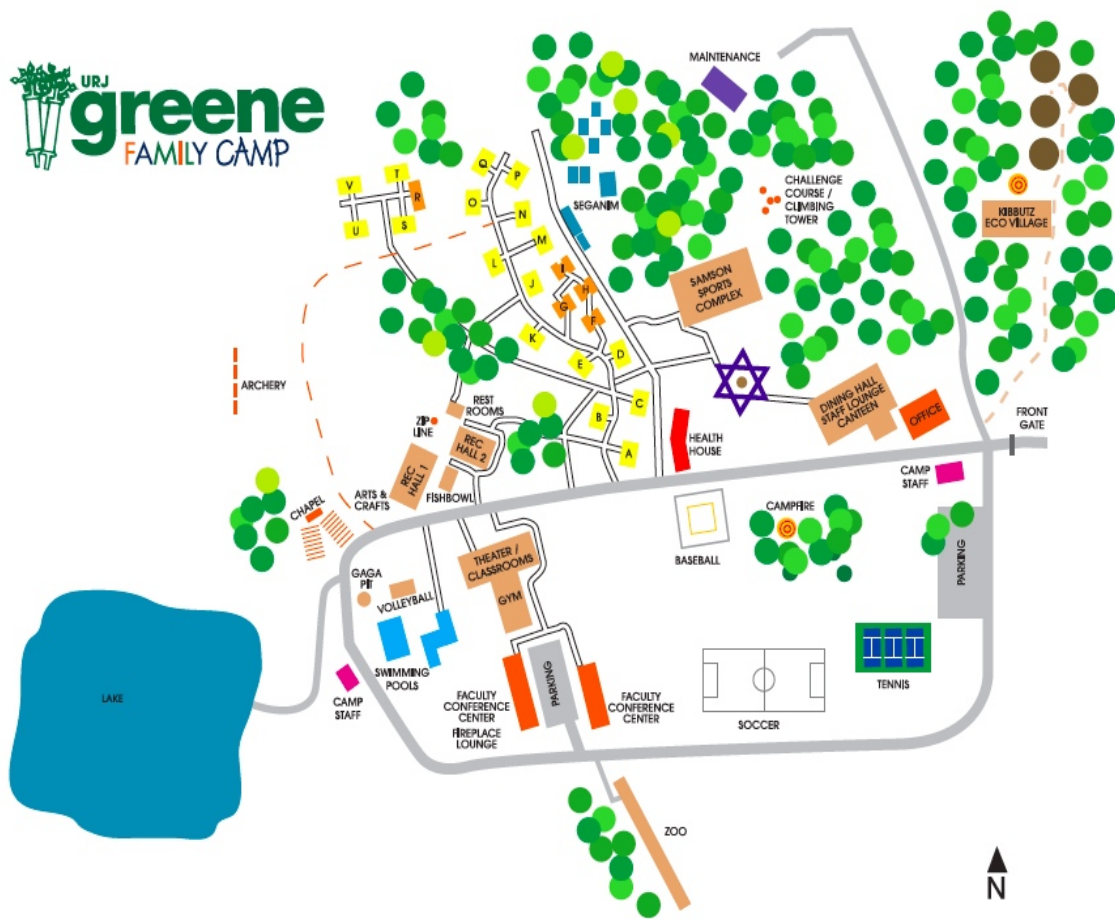 URJ
greene
FAMILY CAMP
MAINTENANCE
SEGANIM
CHALLENGE
COURSE /
CLIMBING
TOWER
KIBBUTZ
ECO VILLAGE
SAMSON
SPORTS
COMPLEX
V
T
R
U
S
Q
P
O
N
M
L
J
I
H
G
F
K
E
D
C
B
A
ARCHERY
REST
ROOMS
ZIP
LINE
REC
HALL 2
REC
HALL 1
FISHBOWL
ARTS &
CRAFTS
CHAPEL
HEALTH
HOUSE
DINING HALL
STAFF LOUNGE
CANTEEN
OFFICE
FRONT
GATE
CAMP
STAFF
PARKING
CAMPFIRE
BASEBALL
THEATER /
CLASSROOMS
GYM
GAGA
PIT
VOLLEYBALL
SWIMMING
POOLS
LAKE
CAMP
STAFF
FACULTY
CONFERENCE
CENTER
FIREPLACE
LOUNGE
PARKING
FACULTY
CONFERENCE
CENTER
SOCCER
TENNIS
ZOO
N